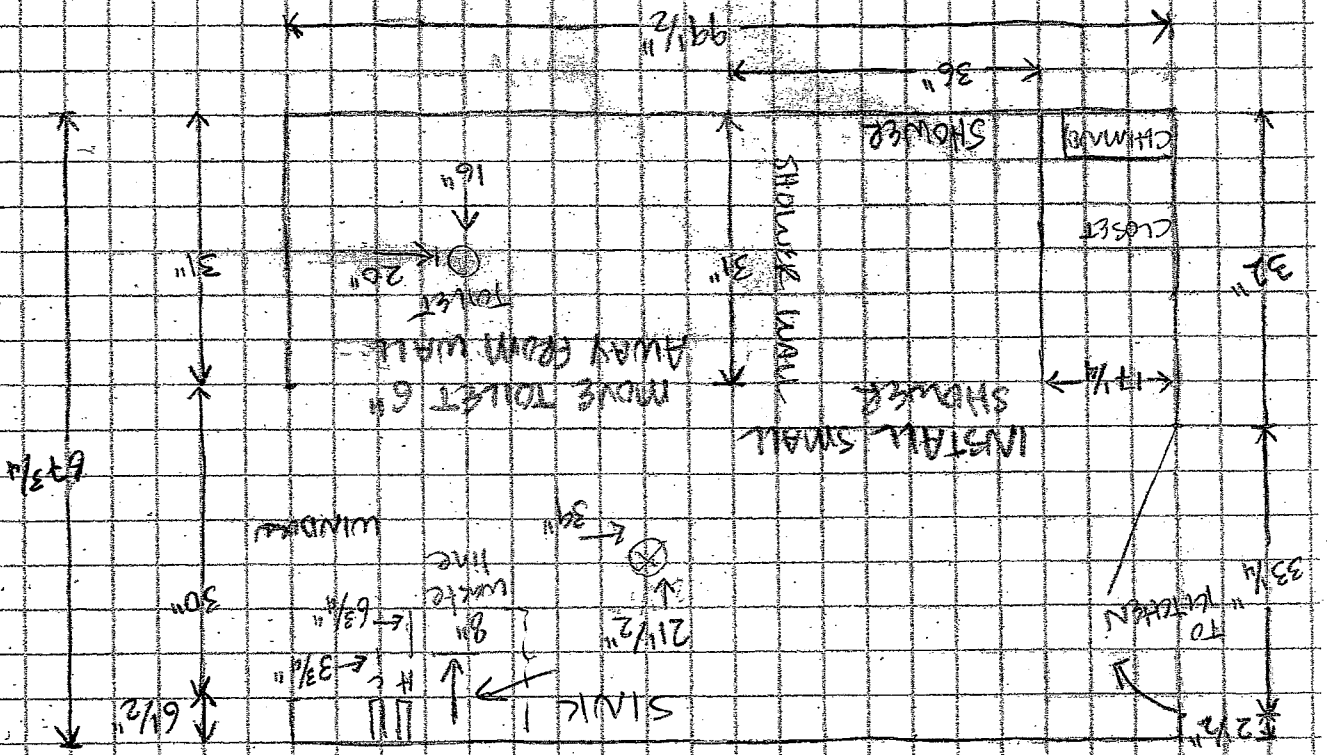 2 1/2"
SINK
6 1/2"
H C
3 3/4"
6 3/4"
8"
waste
line
21 1/2"
39"
TO
KITCHEN
33 1/4"
30"
WINDOW
67 3/4
INSTALL SMALL
SHOWER
17 1/4
MOVE TOILET 6"
AWAY FROM WALL
SHOWER WALL
TOILET
20"
16"
31"
31"
32"
CLOSET
CHIMNEY
SHOWER
36"
99 1/2"